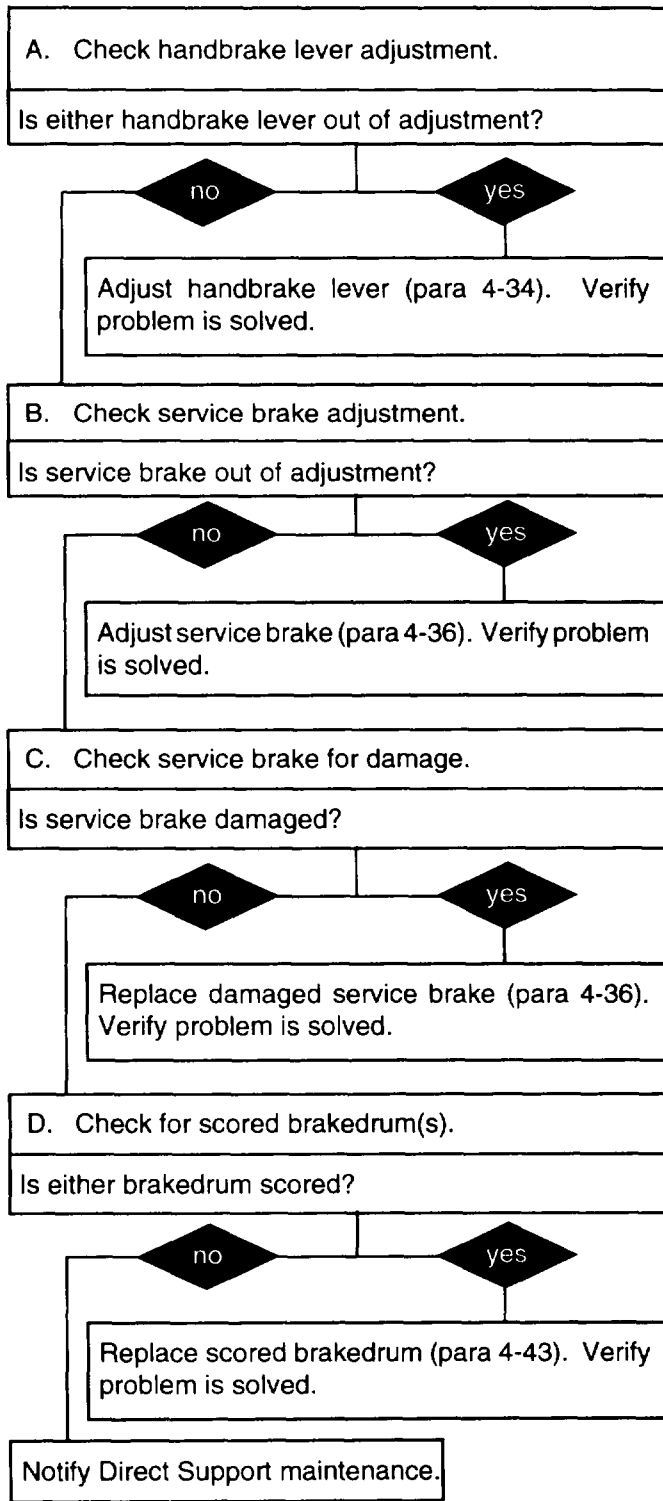 A. Check handbrake lever adjustment.
Is either handbrake lever out of adjustment?
no
yes
Adjust handbrake lever (para 4-34). Verify
problem is solved.
B. Check service brake adjustment.
Is service brake out of adjustment?
no
yes
Adjust service brake (para 4-36). Verify problem
is solved.
C. Check service brake for damage.
Is service brake damaged?
no
yes
Replace damaged service brake (para 4-36).
Verify problem is solved.
D. Check for scored brakedrum(s).
Is either brakedrum scored?
no
yes
Replace scored brakedrum (para 4-43). Verify
problem is solved.
Notify Direct Support maintenance.